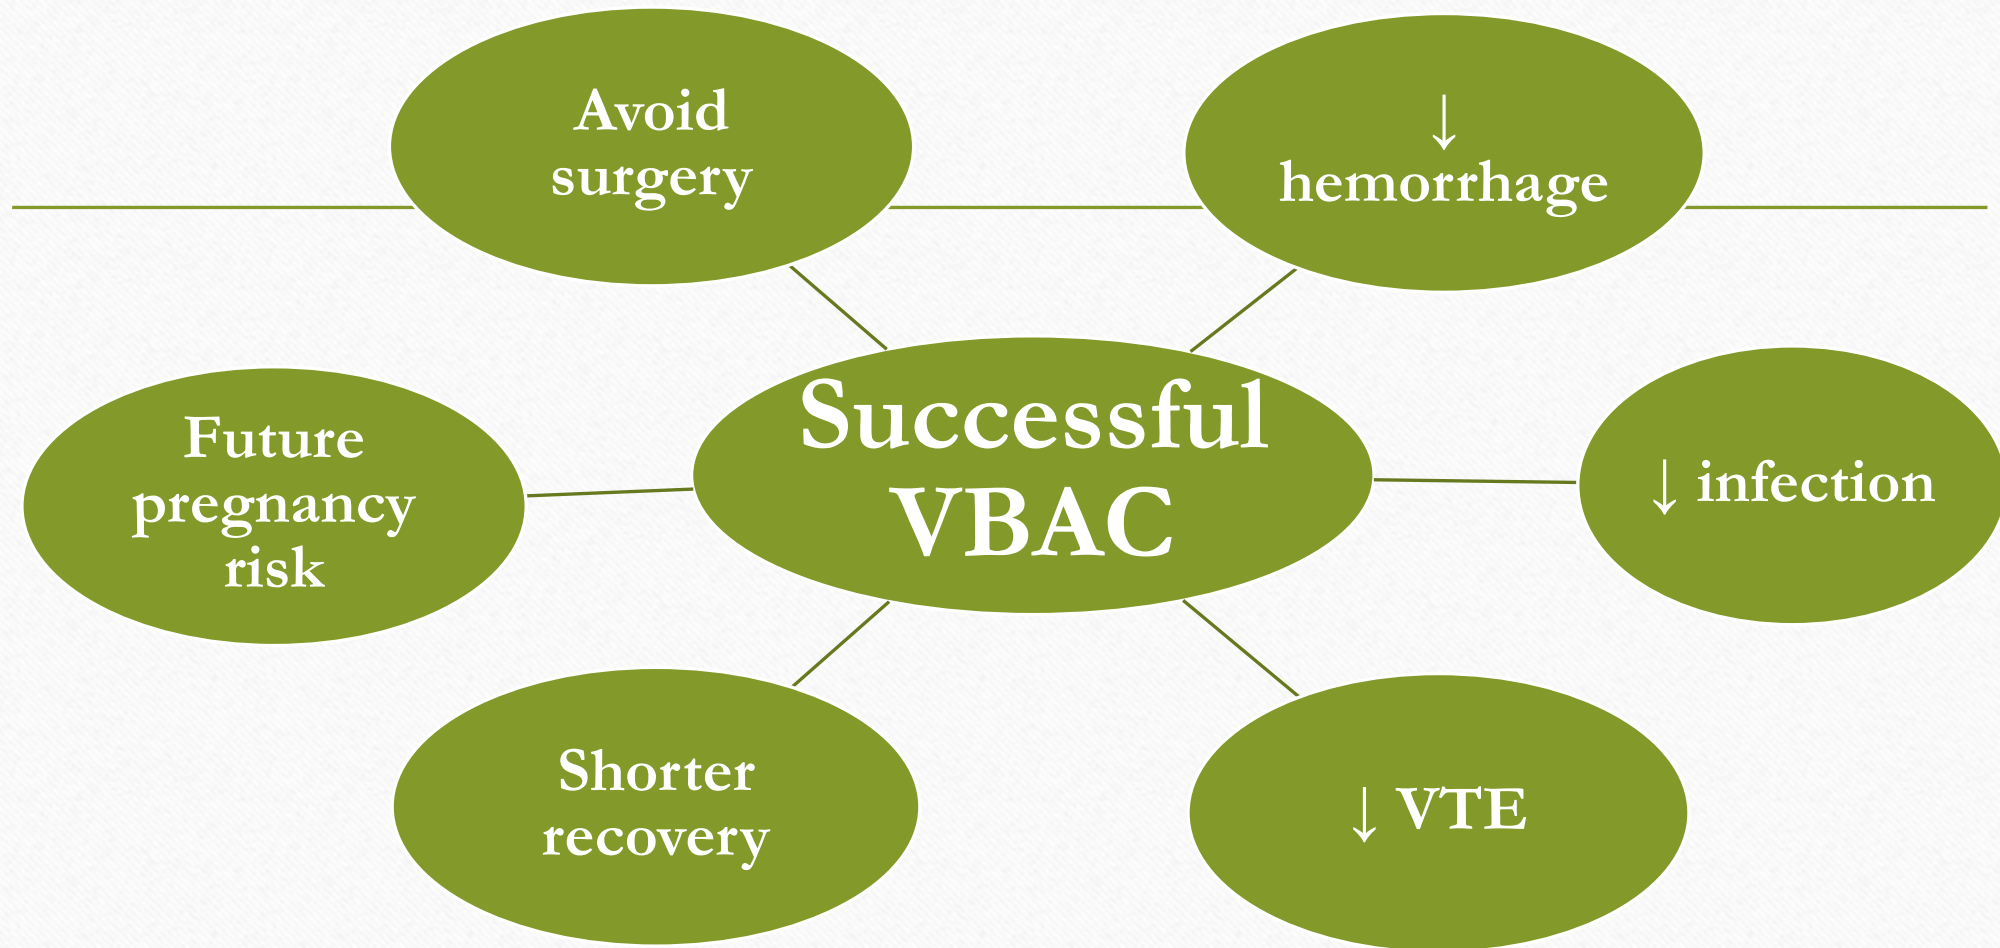 Avoid
surgery
↓
hemorrhage
Successful
VBAC
Future
pregnancy
risk
↓ infection
Shorter
recovery
↓ VTE